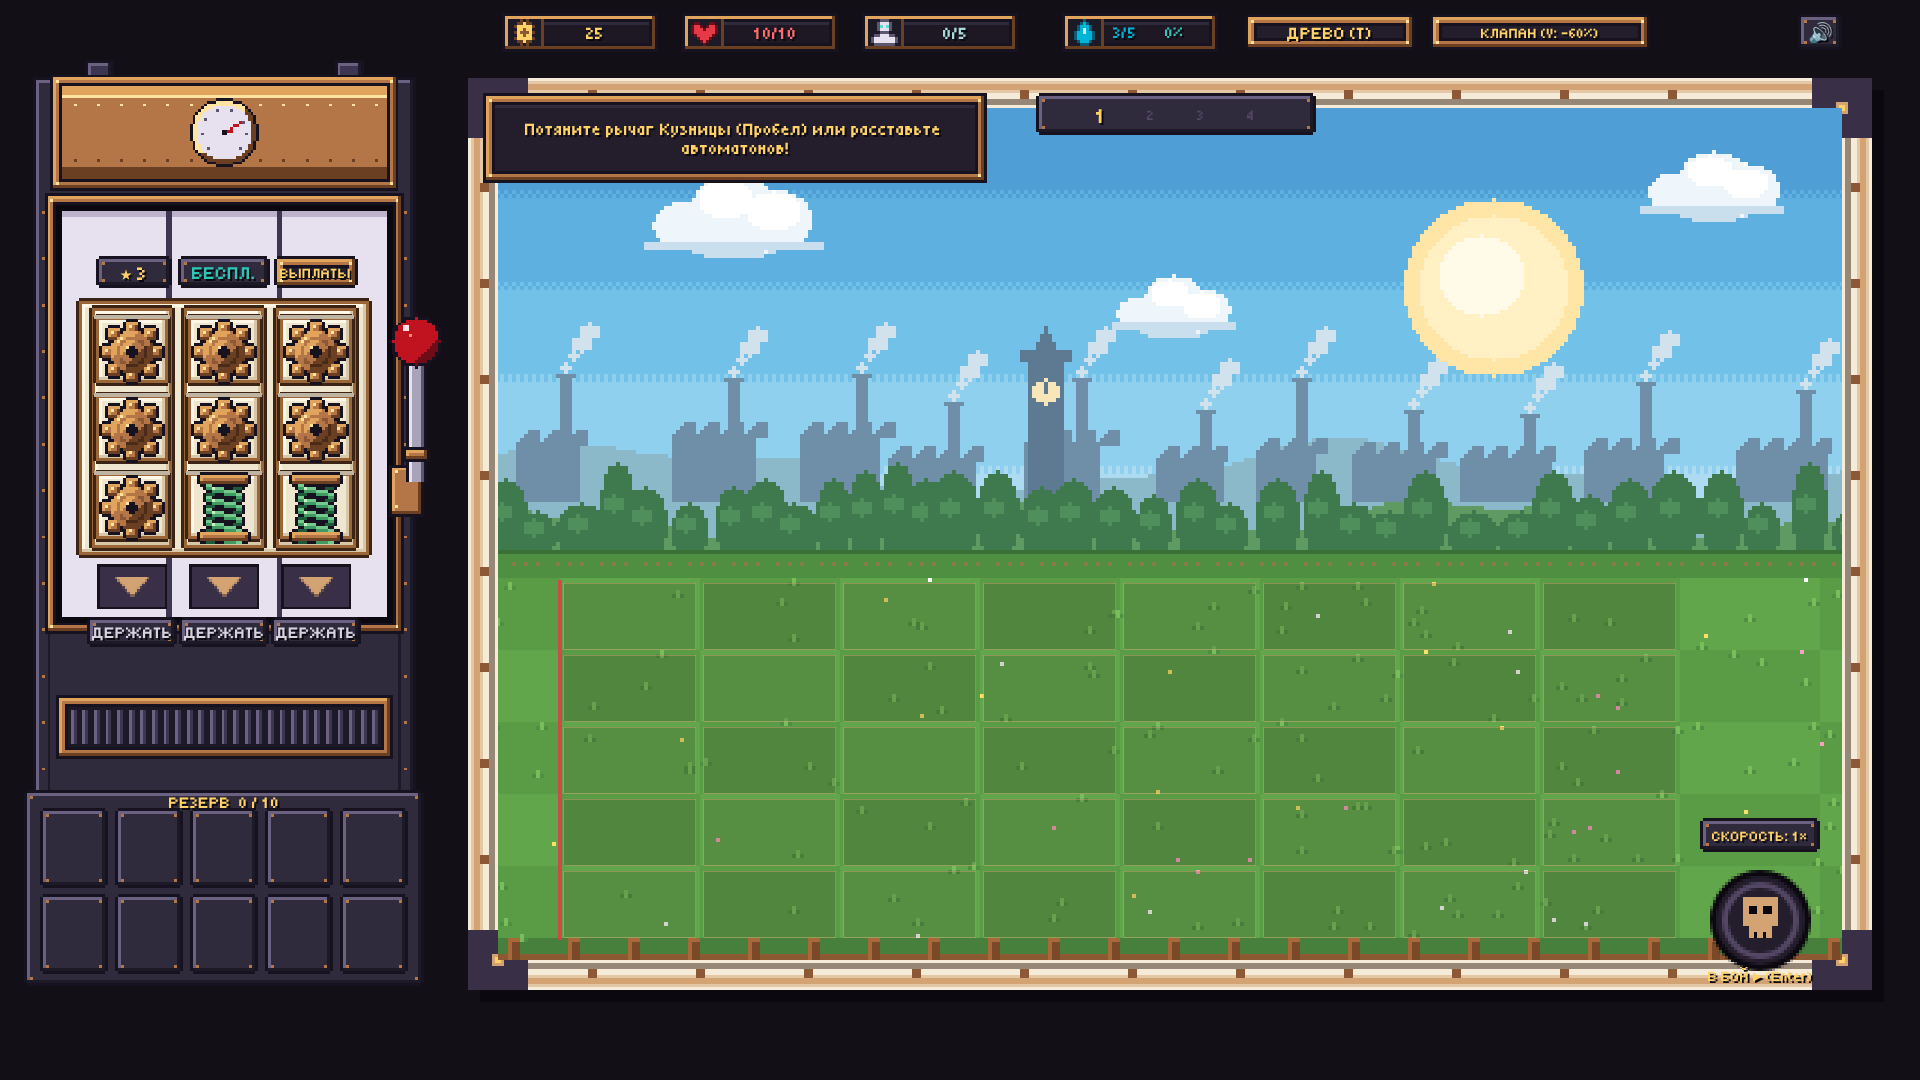 25
10/10
0/5
3/5 0%
ДРЕВО (T)
КЛАПАН (V: -60%)
Потяните рычаг Кузницы (Пробел) или расставьте
автоматонов!
1 2 3 4
★3
БЕСПЛ.
ВЫПЛАТЫ
ДЕРЖАТЬ ДЕРЖАТЬ ДЕРЖАТЬ
РЕЗЕРВ 0/10
СКОРОСТЬ: 1×
В БОЙ ► (Enter)